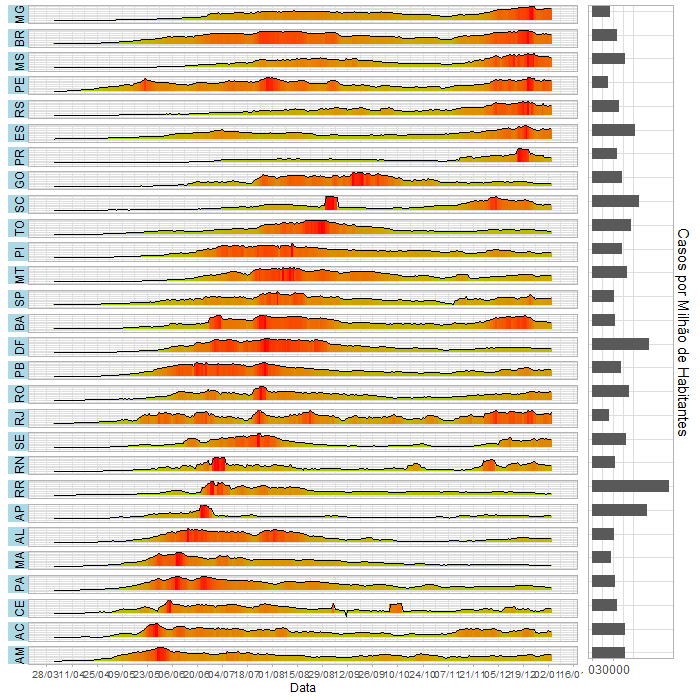 MG
BR
MS
PE
RS
ES
PR
GO
SC
TO
PI
MT
SP
BA
DF
PB
RO
RJ
SE
RN
RR
AP
AL
MA
PA
CE
AC
AM
28/03 11/04 25/04 09/05 23/05 06/06 20/06 04/07 18/07 01/08 15/08 29/08 12/09 26/09 10/10 24/10 07/11 21/11 05/12 19/12 02/01 16/01
Data
030000
Casos por Milhão de Habitantes